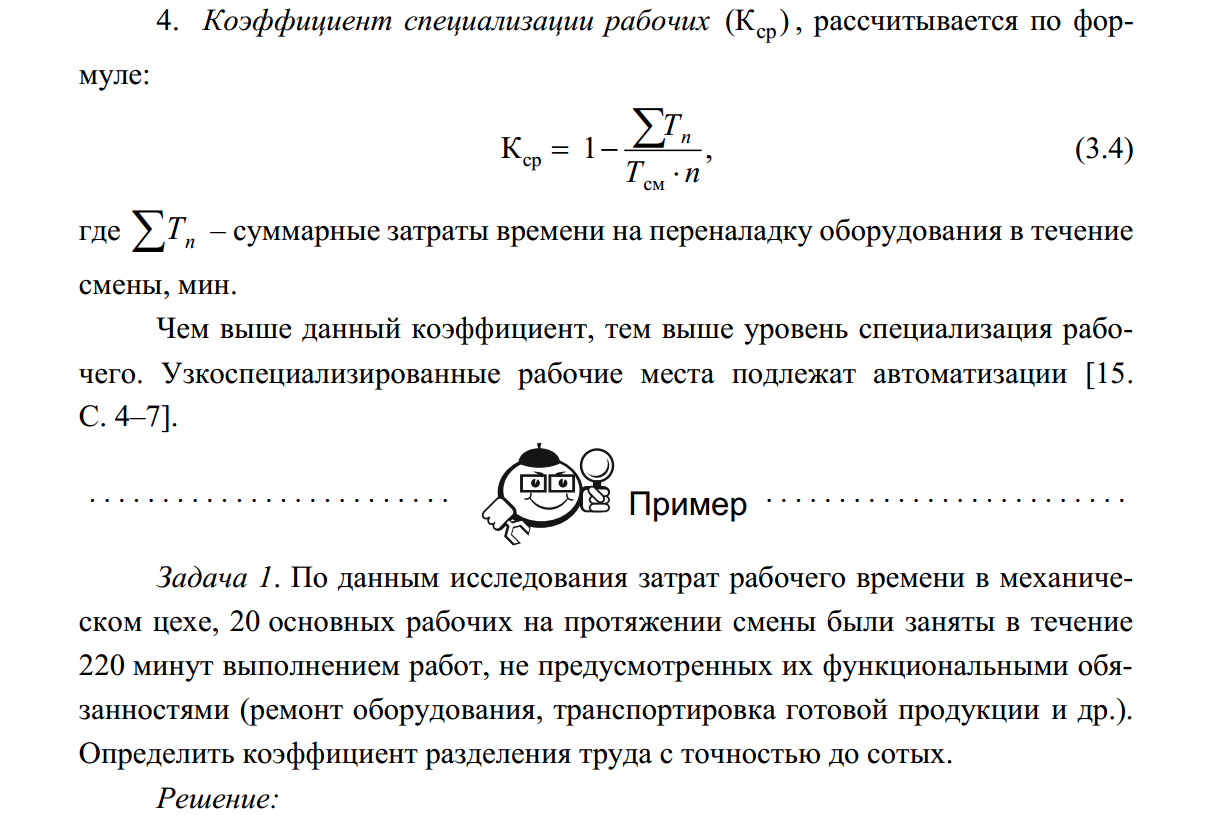 4. Коэффициент специализации рабочих (Кср), рассчитывается по фор-
муле:
Кср = 1 − ∑Tn / (Tсм · n), (3.4)
где ∑Tn – суммарные затраты времени на переналадку оборудования в течение
смены, мин.
Чем выше данный коэффициент, тем выше уровень специализация рабо-
чего. Узкоспециализированные рабочие места подлежат автоматизации [15.
С. 4–7].
Пример
Задача 1. По данным исследования затрат рабочего времени в механиче-
ском цехе, 20 основных рабочих на протяжении смены были заняты в течение
220 минут выполнением работ, не предусмотренных их функциональными обя-
занностями (ремонт оборудования, транспортировка готовой продукции и др.).
Определить коэффициент разделения труда с точностью до сотых.
Решение: